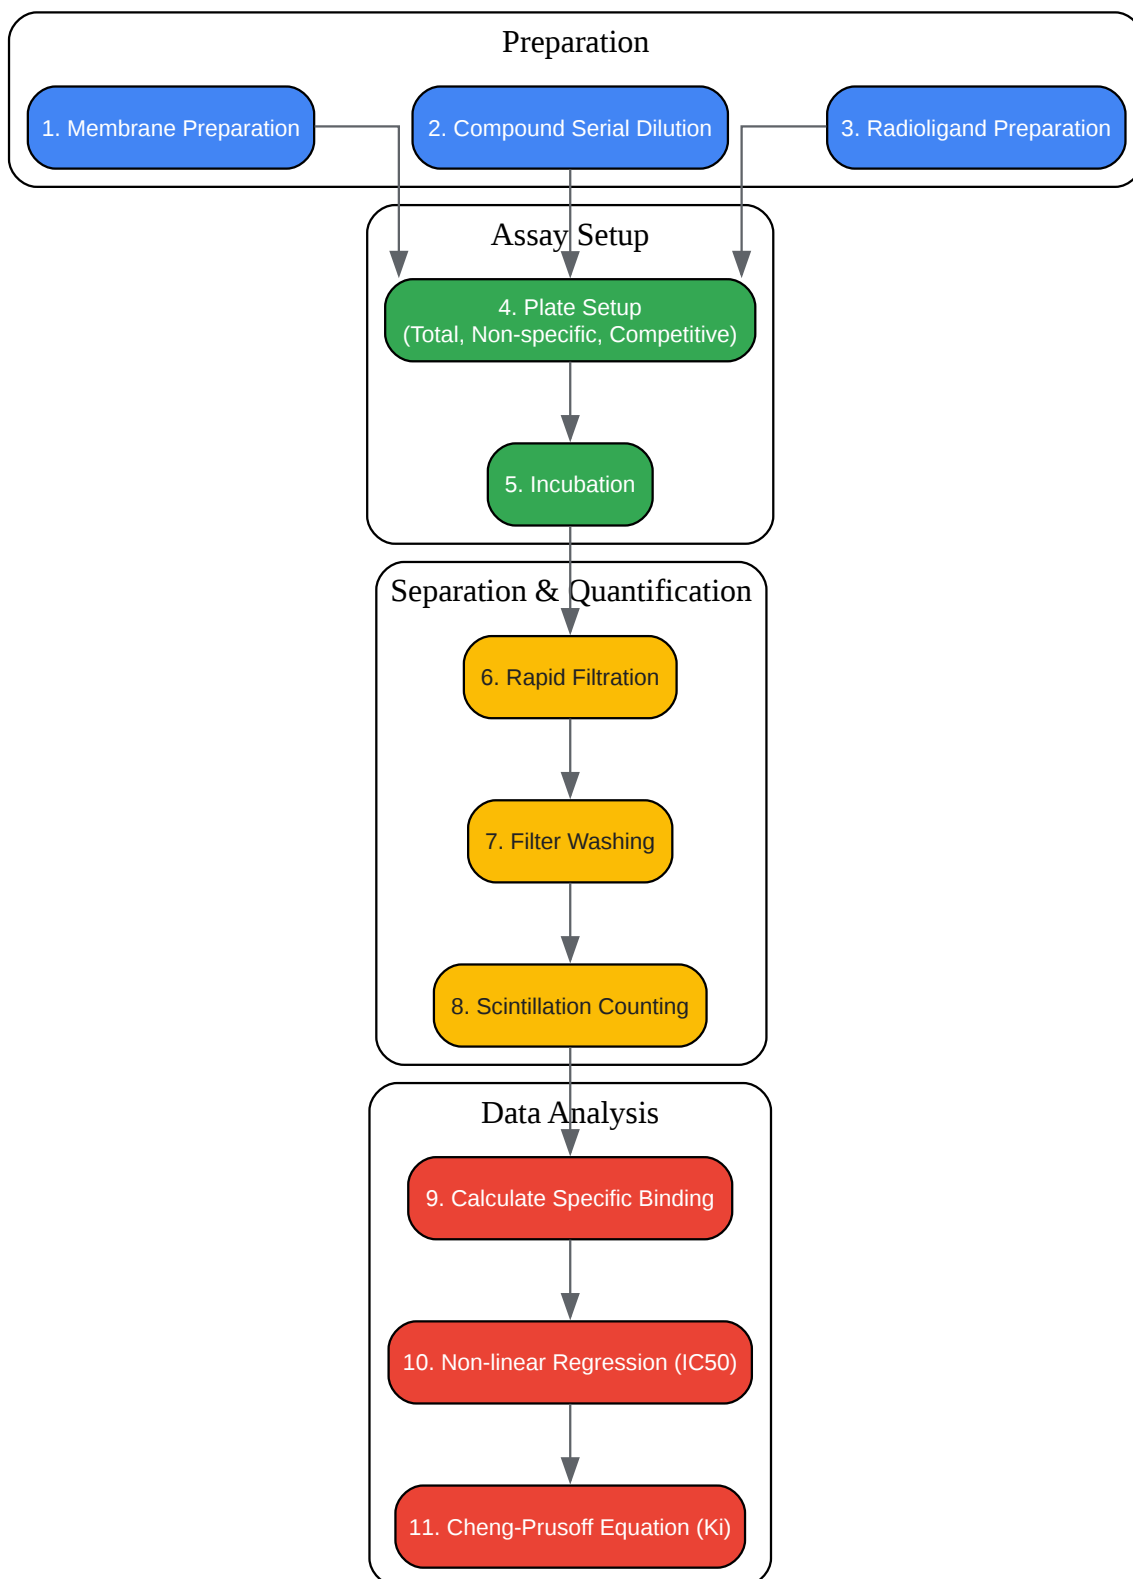 Preparation
1. Membrane Preparation
2. Compound Serial Dilution
3. Radioligand Preparation
Assay Setup
4. Plate Setup
(Total, Non-specific, Competitive)
5. Incubation
Separation & Quantification
6. Rapid Filtration
7. Filter Washing
8. Scintillation Counting
Data Analysis
9. Calculate Specific Binding
10. Non-linear Regression (IC50)
11. Cheng-Prusoff Equation (Ki)